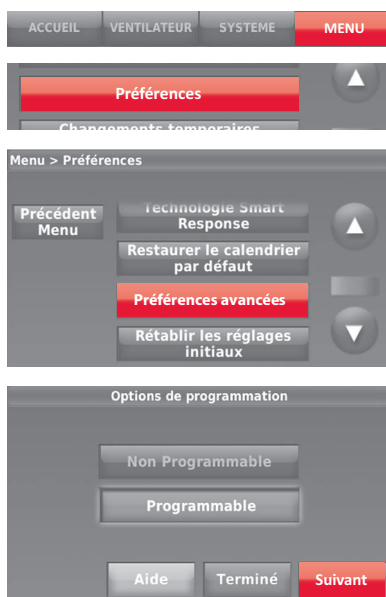 ACCUEIL VENTILATEUR SYSTEME MENU
Préférences
Changements temporaires
Menu > Préférences
Précédent
Menu
Technologie Smart
Response
Restaurer le calendrier
par défaut
Préférences avancées
Rétablir les réglages
initiaux
Options de programmation
Non Programmable
Programmable
Aide Terminé Suivant